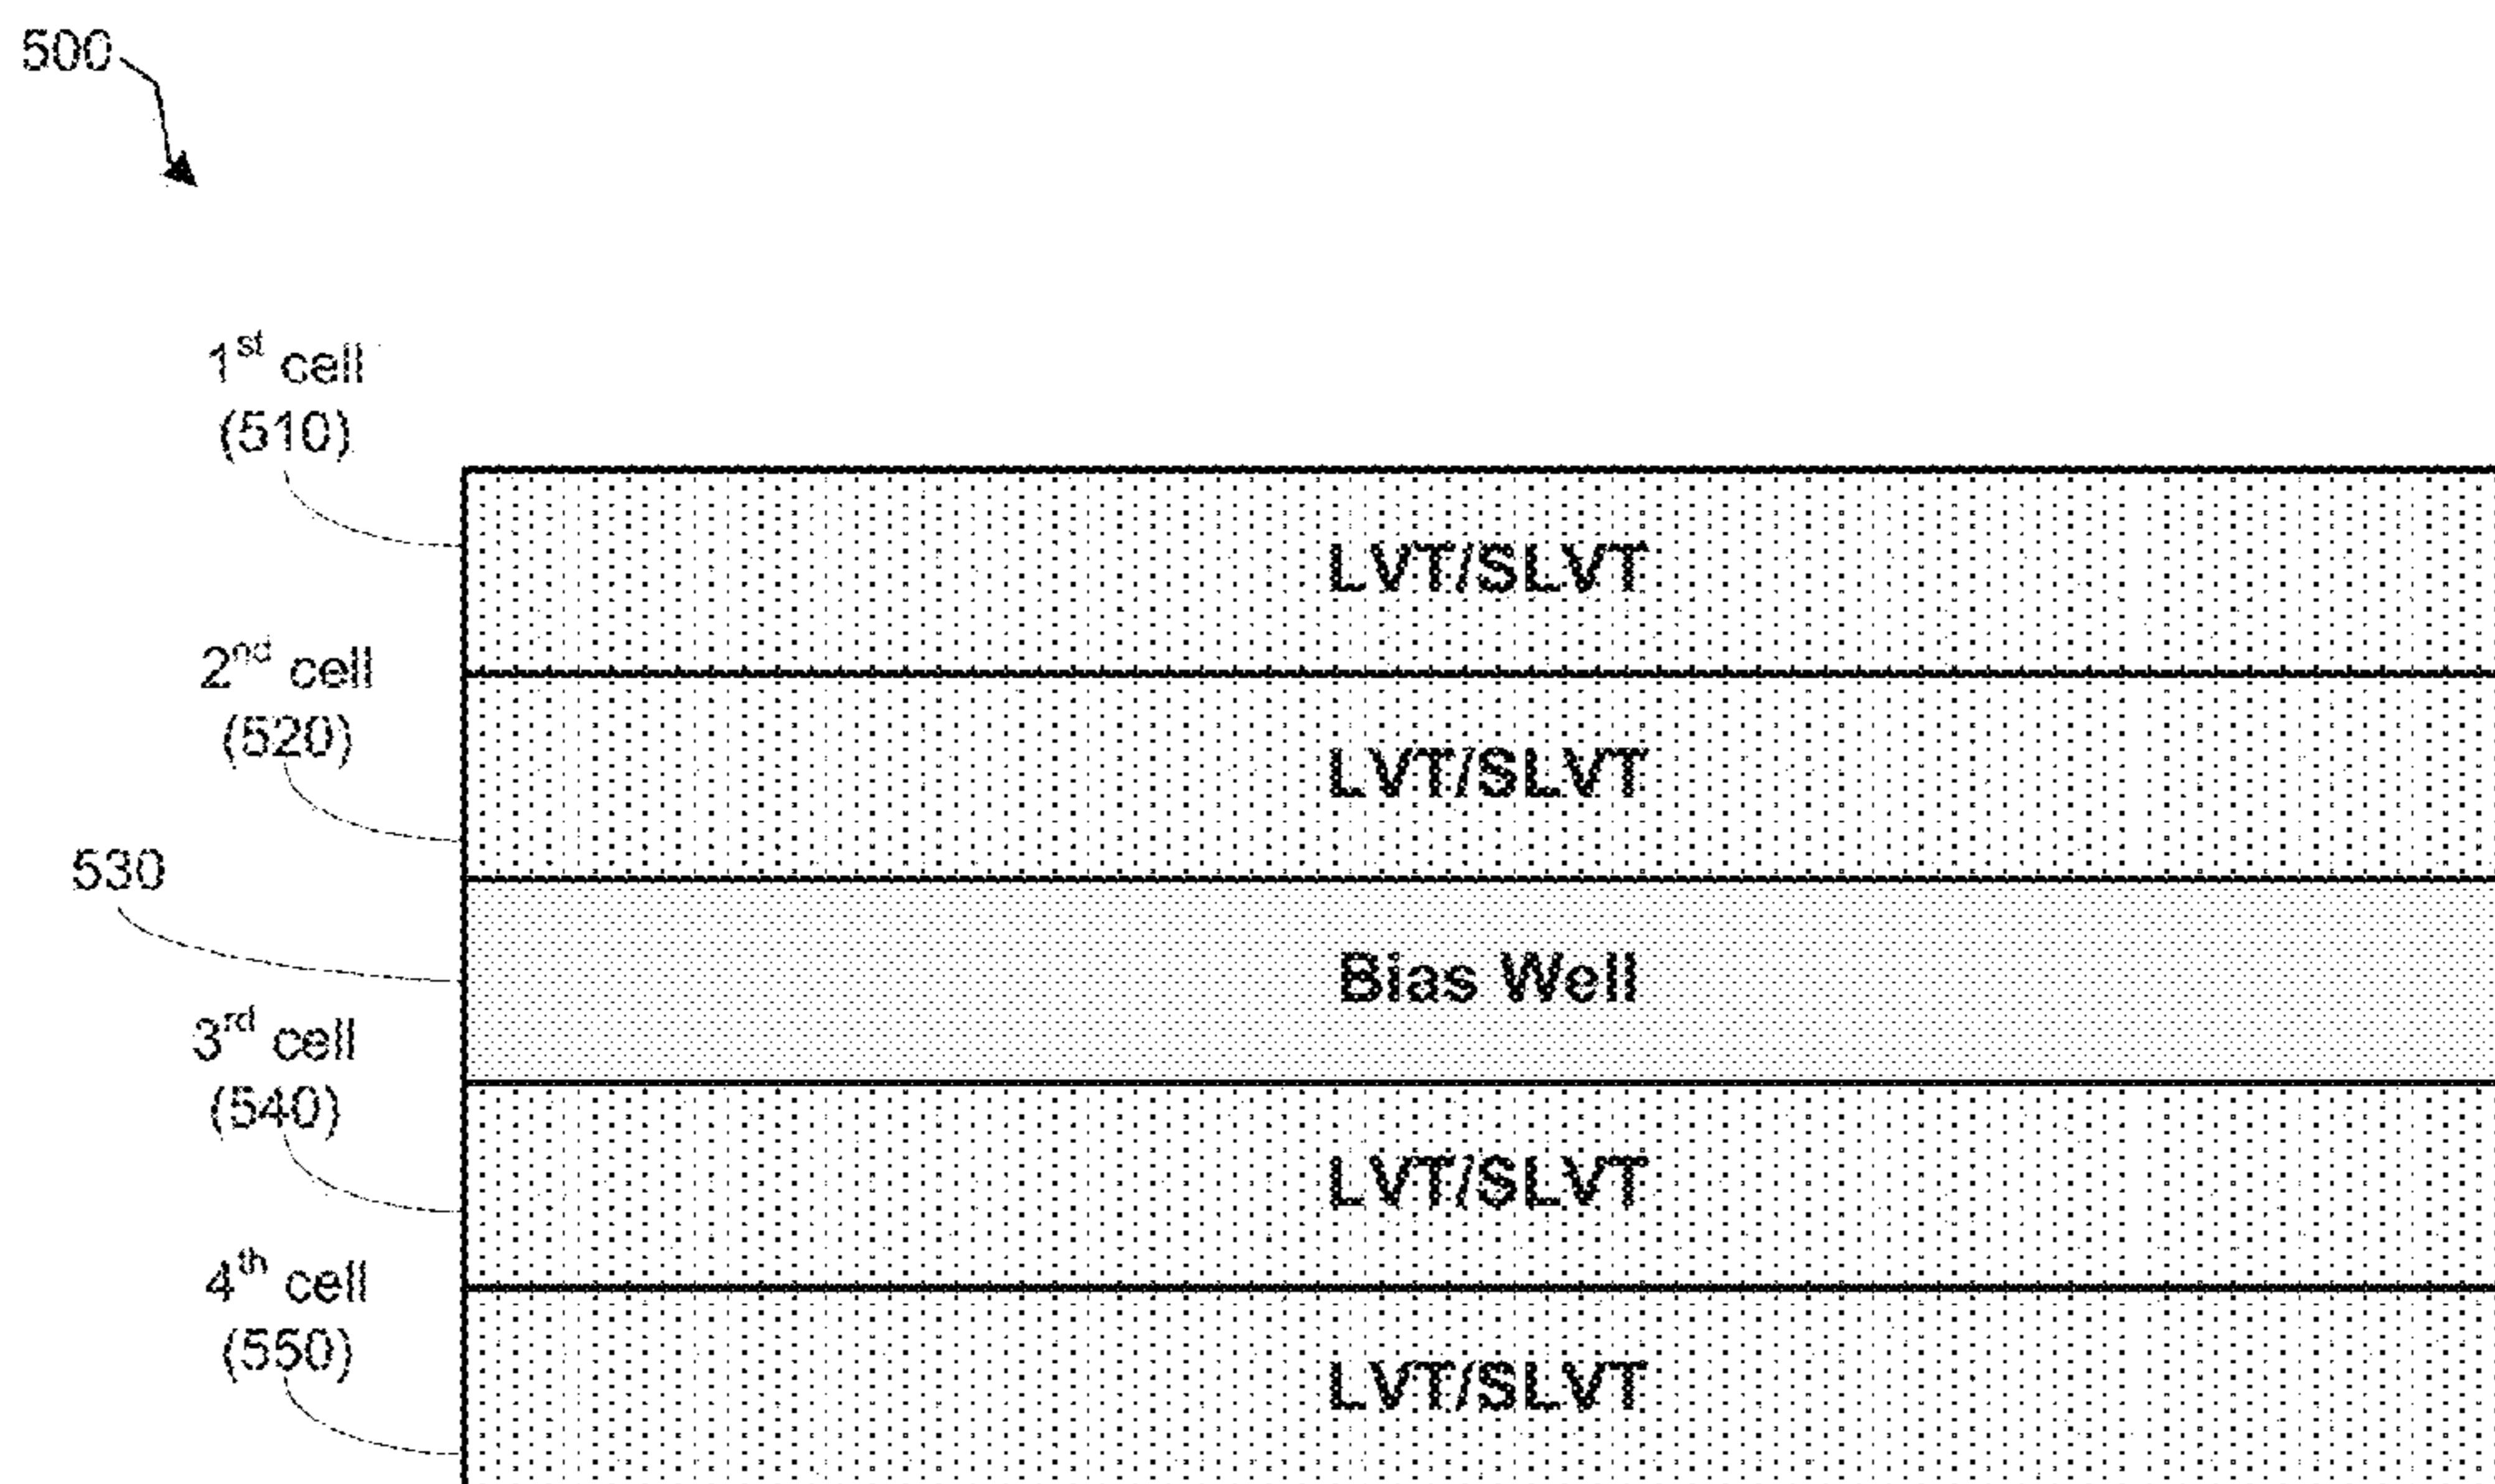 500
1st cell
(510)
LVT/SLVT
2nd cell
(520)
LVT/SLVT
530
Bias Well
3rd cell
(540)
LVT/SLVT
4th cell
(550)
LVT/SLVT